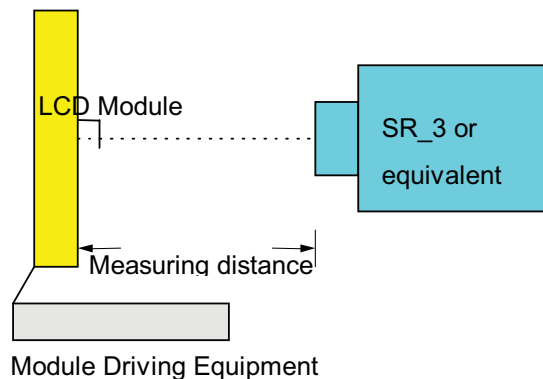 LCD Module
SR_3 or
equivalent
Measuring distance
Module Driving Equipment